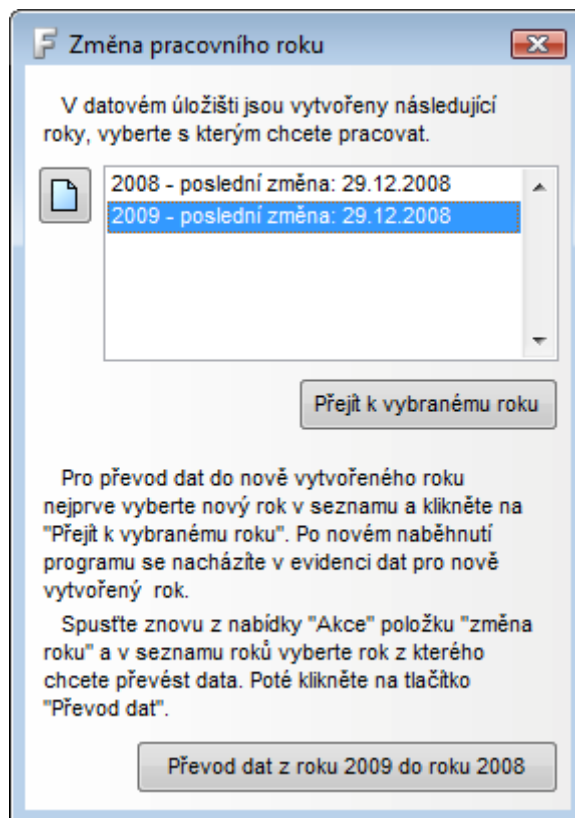 Změna pracovního roku
V datovém úložišti jsou vytvořeny následující
roky, vyberte s kterým chcete pracovat.
2008 - poslední změna: 29.12.2008
2009 - poslední změna: 29.12.2008
Přejít k vybranému roku
Pro převod dat do nově vytvořeného roku
nejprve vyberte nový rok v seznamu a klikněte na
"Přejít k vybranému roku". Po novém naběhnutí
programu se nacházíte v evidenci dat pro nově
vytvořený rok.
Spusťte znovu z nabídky "Akce" položku "změna
roku" a v seznamu roků vyberte rok z kterého
chcete převést data. Poté klikněte na tlačítko
"Převod dat".
Převod dat z roku 2009 do roku 2008